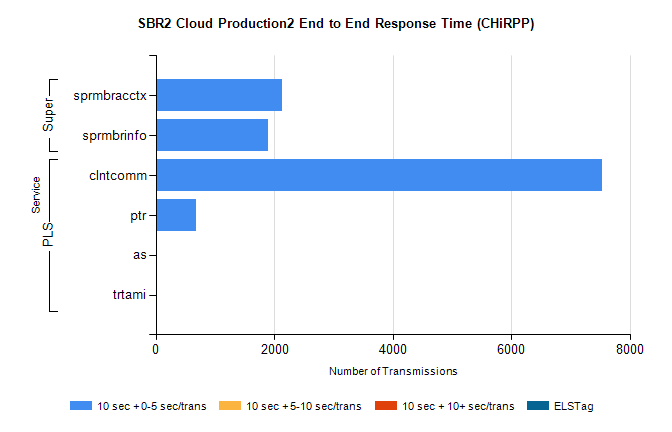 SBR2 Cloud Production2 End to End Response Time (CHiRPP)
Super
sprmbracctx
sprmbrinfo
Service
PLS
clntcomm
ptr
as
trtami
0 2000 4000 6000 8000
Number of Transmissions
10 sec +0-5 sec/trans 10 sec +5-10 sec/trans 10 sec + 10+ sec/trans ELSTag